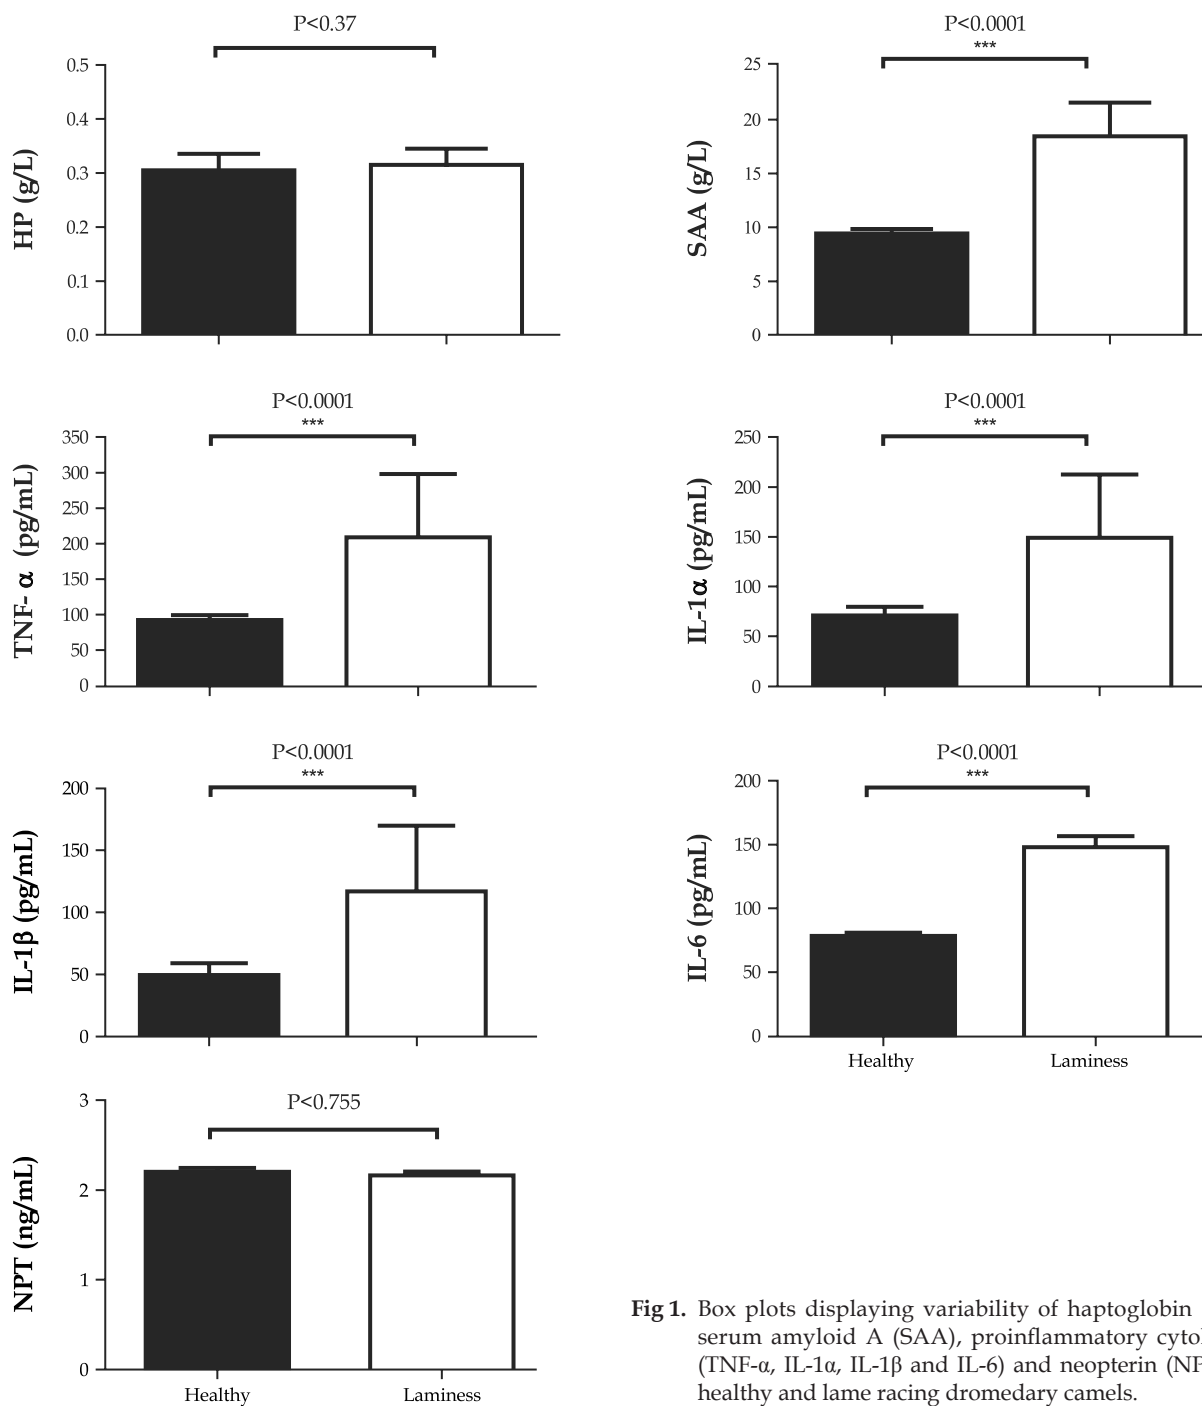 P<0.37
0.5
0.4
0.3
0.2
0.1
0.0
HP (g/L)
P<0.0001
***
25
20
15
10
5
0
SAA (g/L)
P<0.0001
***
350
300
250
200
150
100
50
0
TNF- α (pg/mL)
P<0.0001
***
250
200
150
100
50
0
IL-1α (pg/mL)
P<0.0001
***
200
150
100
50
0
IL-1β (pg/mL)
P<0.0001
***
200
150
100
50
0
IL-6 (pg/mL)
Healthy Laminess
P<0.755
3
2
1
0
NPT (ng/mL)
Healthy Laminess
Fig 1. Box plots displaying variability of haptoglobin
serum amyloid A (SAA), proinflammatory
(TNF-α, IL-1α, IL-1β and IL-6) and neopterin
healthy and lame racing dromedary camels.